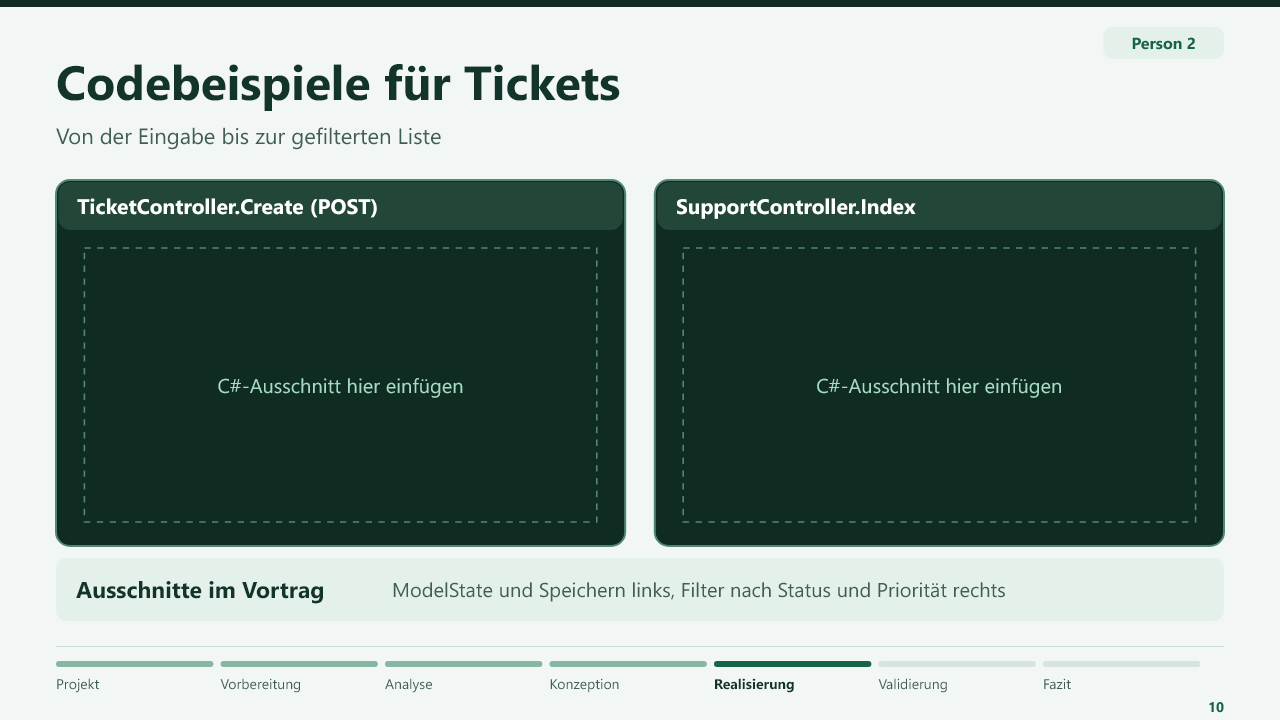 Person 2
Codebeispiele für Tickets
Von der Eingabe bis zur gefilterten Liste
TicketController.Create (POST)
C#-Ausschnitt hier einfügen
SupportController.Index
C#-Ausschnitt hier einfügen
Ausschnitte im Vortrag
ModelState und Speichern links, Filter nach Status und Priorität rechts
Projekt
Vorbereitung
Analyse
Konzeption
Realisierung
Validierung
Fazit
10